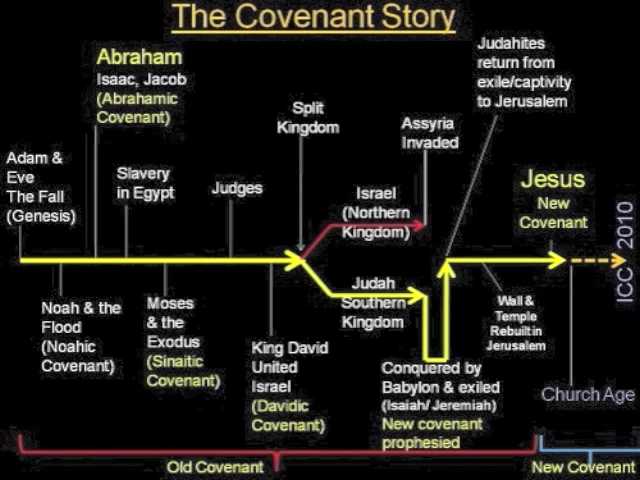 The Covenant Story
Abraham
Isaac, Jacob
(Abrahamic
Covenant)
Judahites
return from
exile/captivity
to Jerusalem
Split
Kingdom
Assyria
Invaded
Adam &
Eve
The Fall
(Genesis)
Slavery
in Egypt
Judges
Israel
(Northern
Kingdom)
Jesus
New
Covenant
ICC 2010
Noah & the
Flood
(Noahic
Covenant)
Moses
& the
Exodus
(Sinaitic
Covenant)
King David
United
Israel
(Davidic
Covenant)
Judah
Southern
Kingdom
Wall &
Temple
Rebuilt in
Jerusalem
Conquered by
Babylon & exiled
(Isaiah/ Jeremiah)
New covenant
prophesied
Church Age
Old Covenant
New Covenant